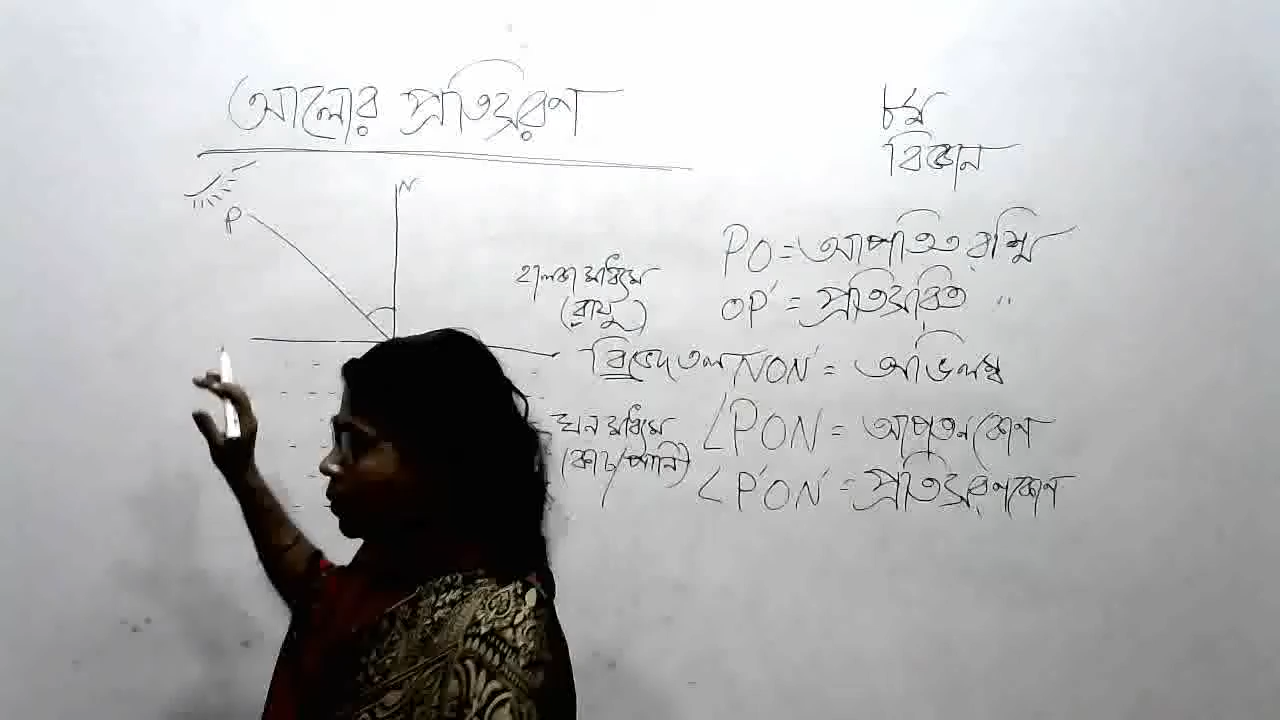 আলোর প্রতিসরণ
৮ম
বিজ্ঞান
N
P
PO = আপতিত রশ্মি
হালকা মাধ্যম
(বায়ু)
OP' = প্রতিসরিত "
বিভেদতল
NON' = অভিলম্ব
ঘন মাধ্যম
(কাচ/পানি)
∠PON = আপতন কোণ
∠P'ON' = প্রতিসরণ কোণ